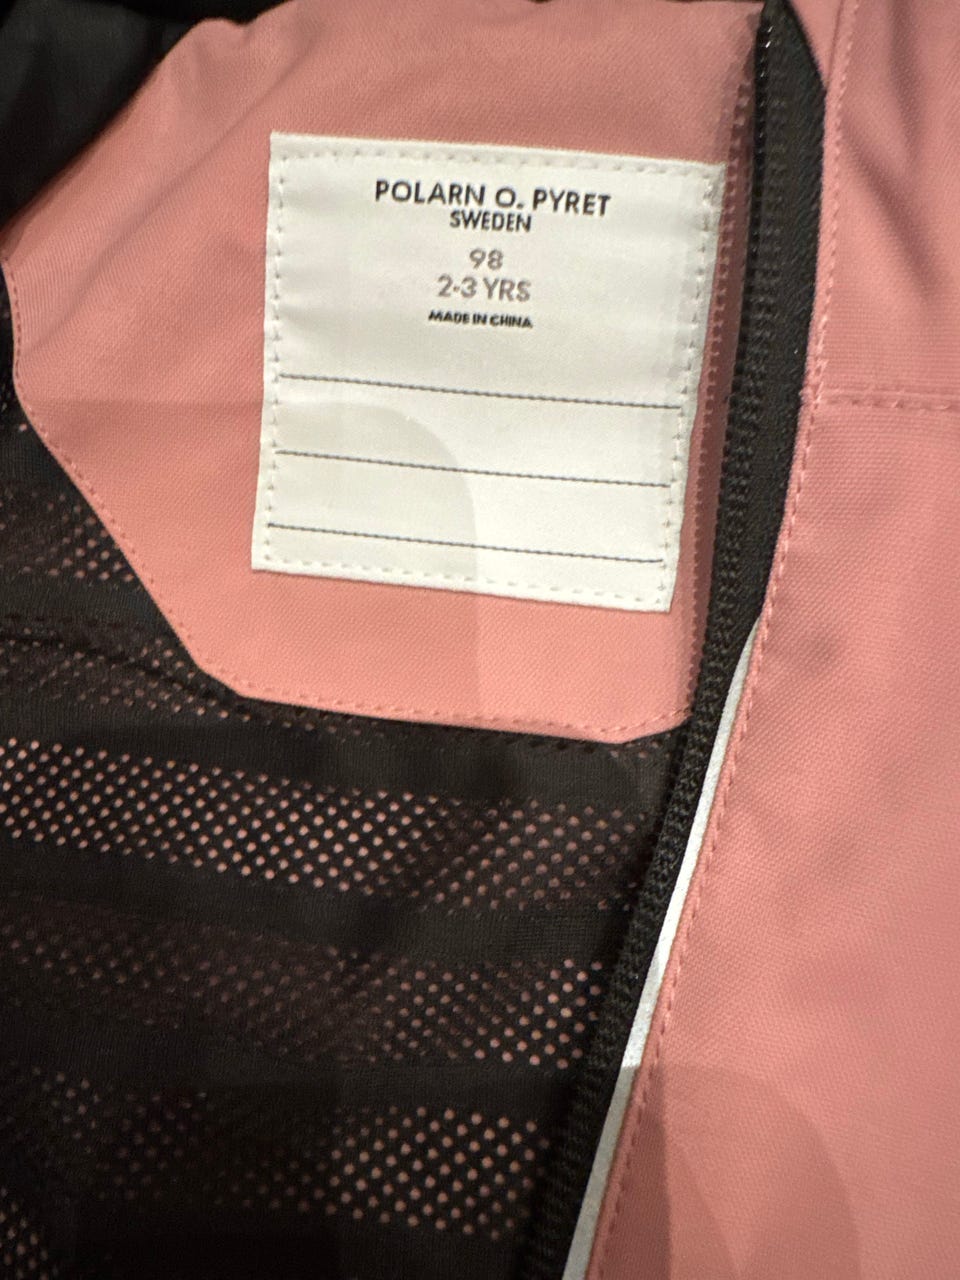 POLARN O. PYRET
SWEDEN
98
2-3 YRS
MADE IN CHINA